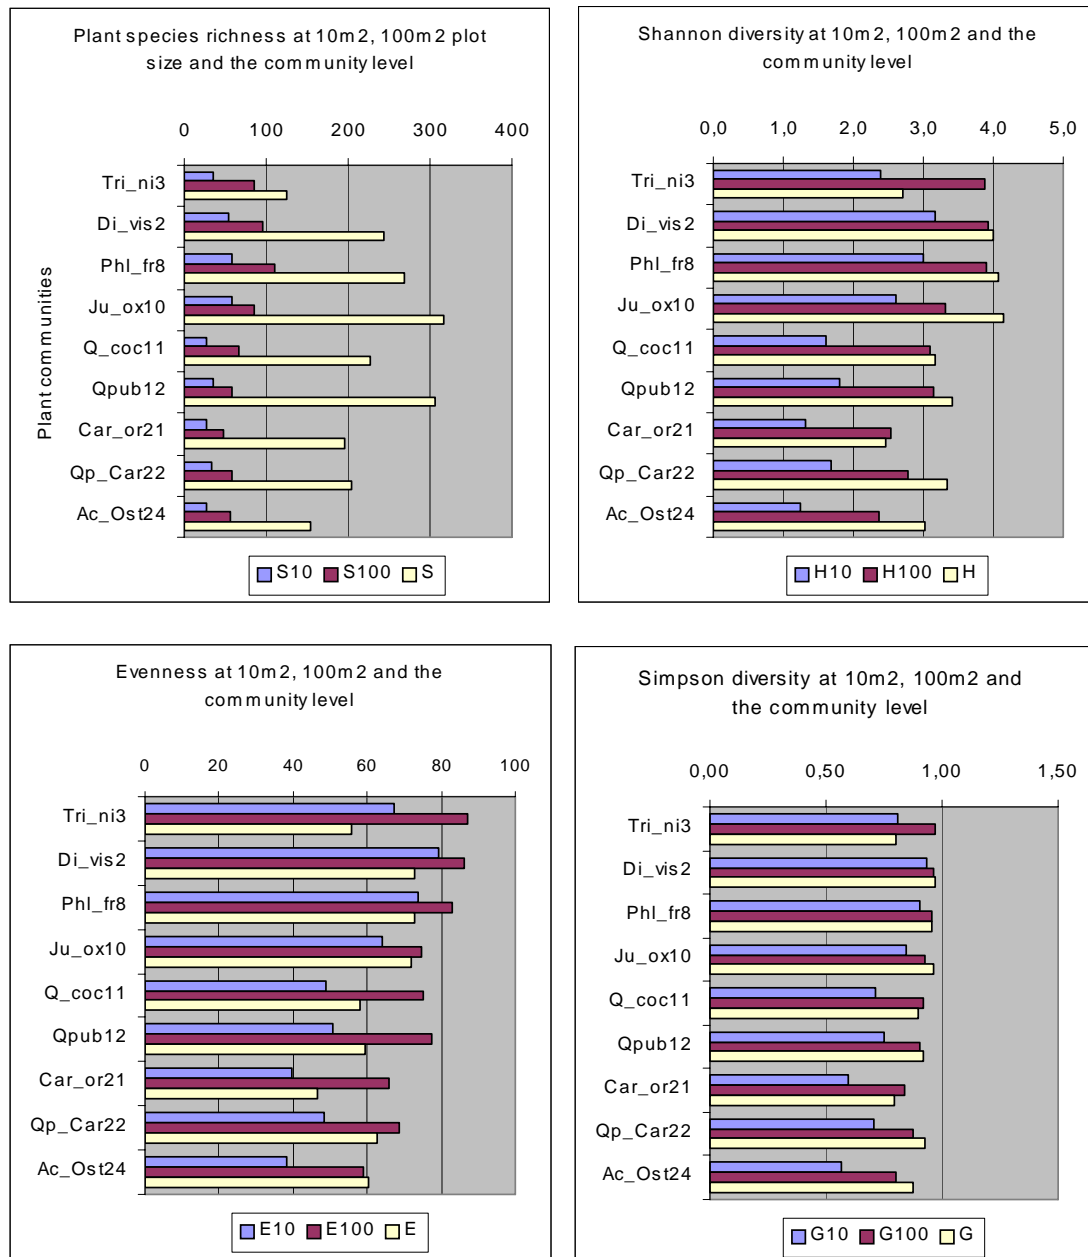 Plant species richness at 10m2, 100m2 plot
size and the community level
0 100 200 300 400
Plant communities
Tri_ni3
Di_vis2
Phl_fr8
Ju_ox10
Q_coc11
Qpub12
Car_or21
Qp_Car22
Ac_Ost24
S10 S100 S
Shannon diversity at 10m2, 100m2 and the
community level
0,0 1,0 2,0 3,0 4,0 5,0
Tri_ni3
Di_vis2
Phl_fr8
Ju_ox10
Q_coc11
Qpub12
Car_or21
Qp_Car22
Ac_Ost24
H10 H100 H
Evenness at 10m2, 100m2 and the
community level
0 20 40 60 80 100
Tri_ni3
Di_vis2
Phl_fr8
Ju_ox10
Q_coc11
Qpub12
Car_or21
Qp_Car22
Ac_Ost24
E10 E100 E
Simpson diversity at 10m2, 100m2 and
the community level
0,00 0,50 1,00 1,50
Tri_ni3
Di_vis2
Phl_fr8
Ju_ox10
Q_coc11
Qpub12
Car_or21
Qp_Car22
Ac_Ost24
G10 G100 G